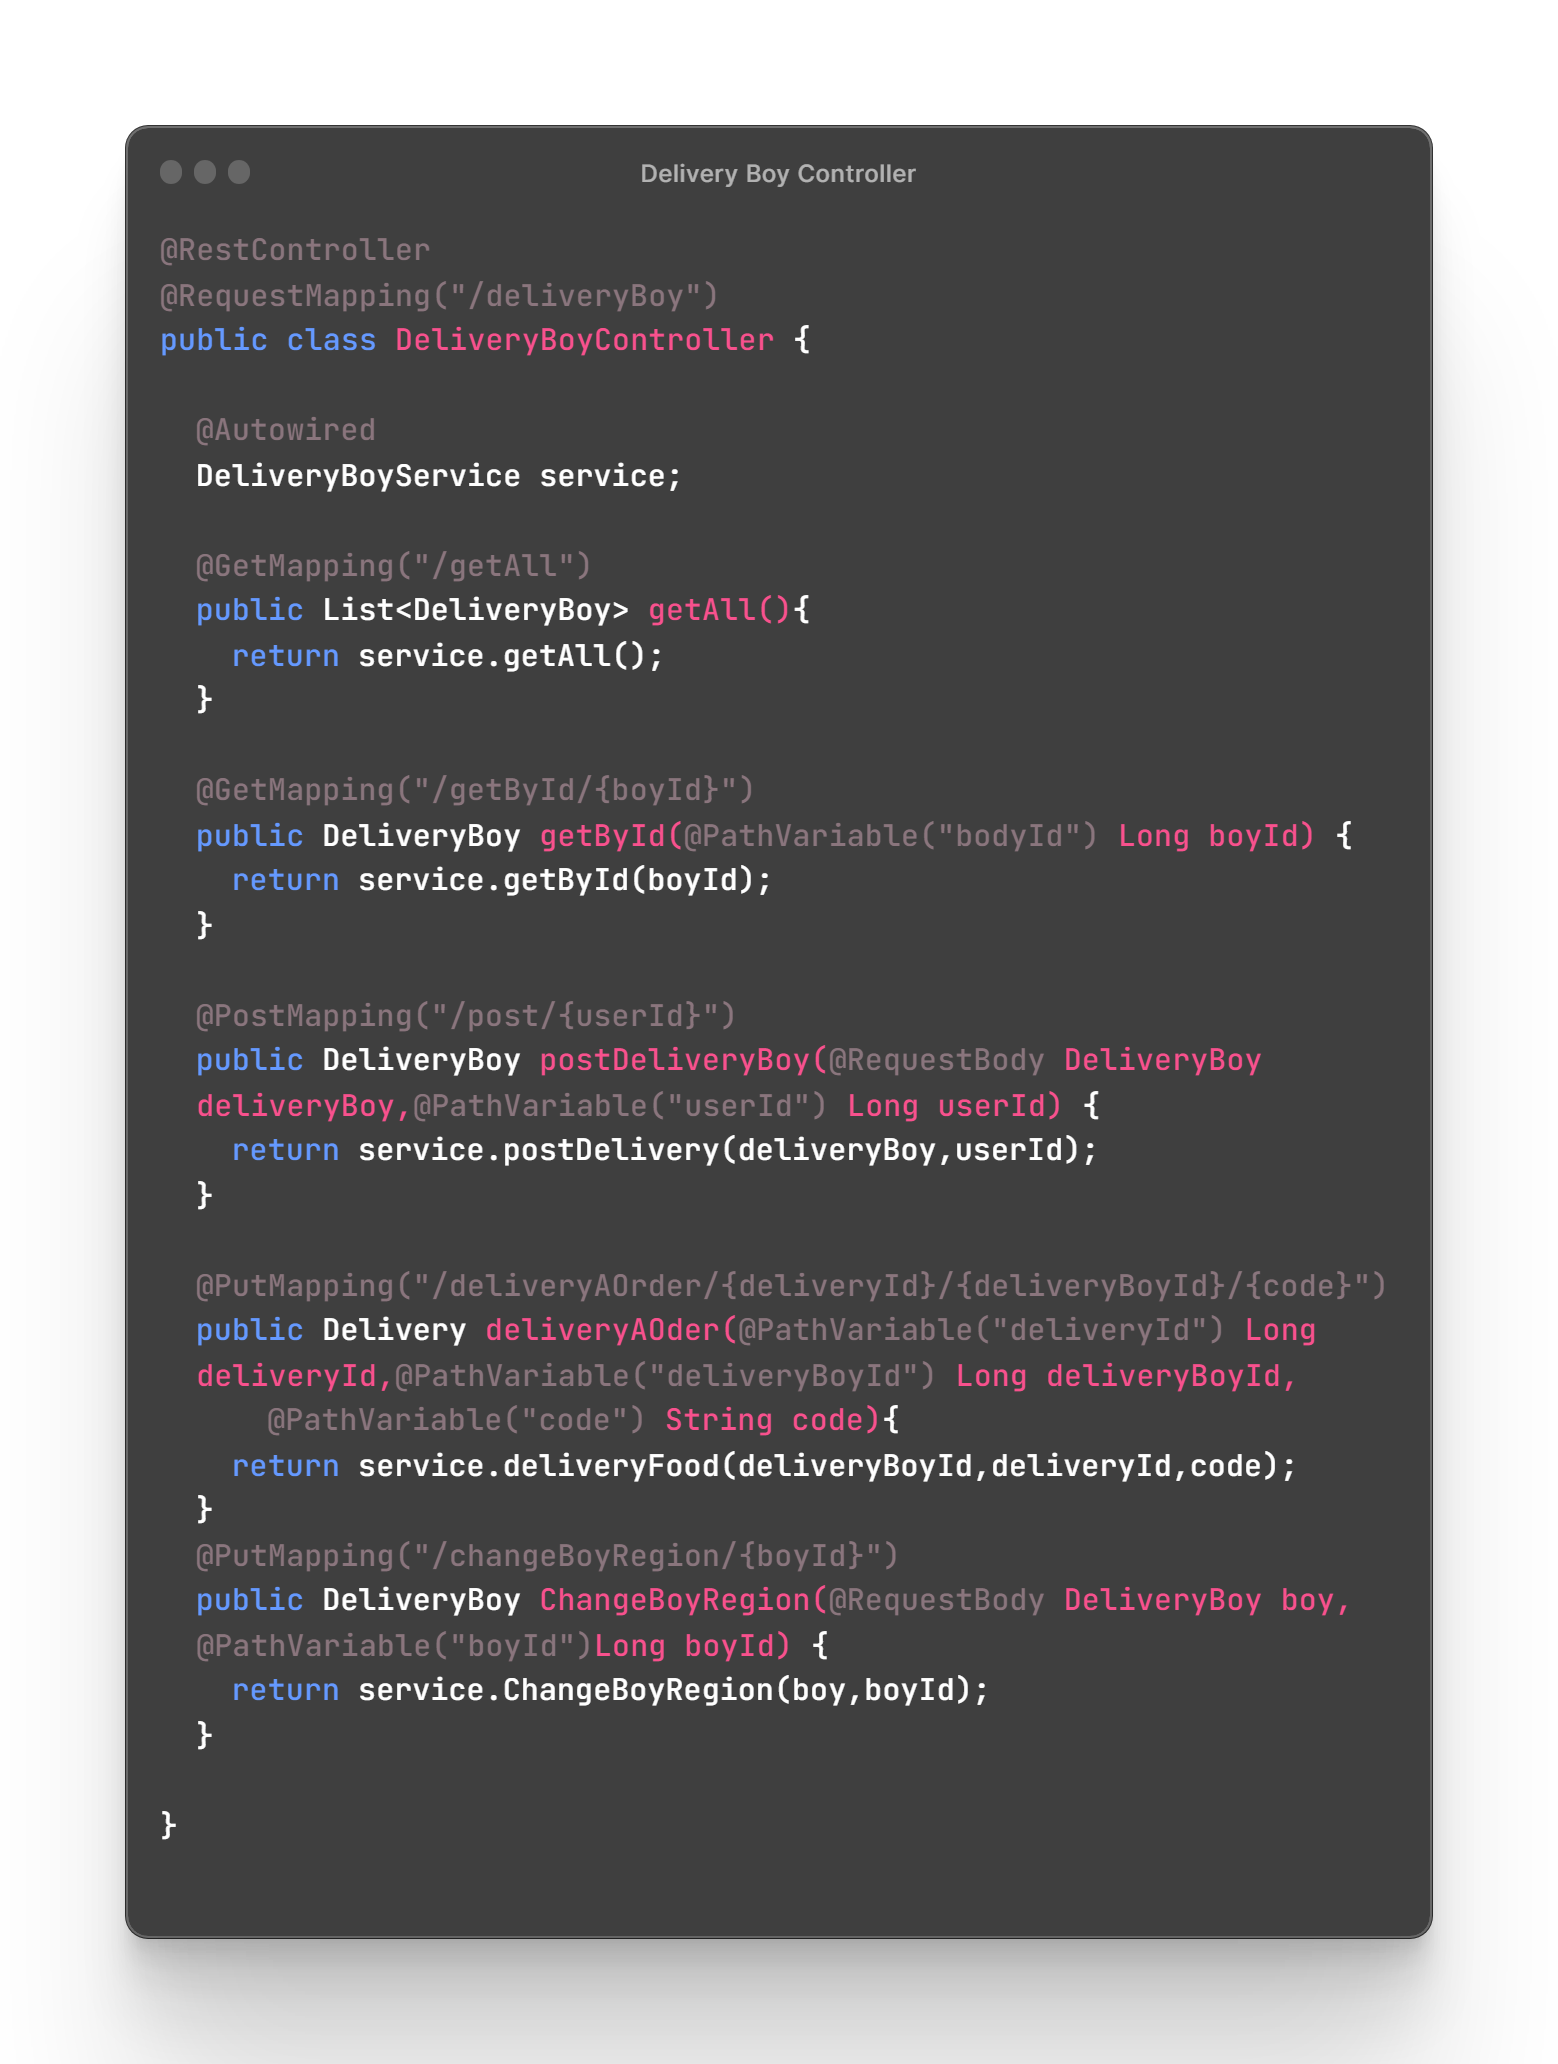 Delivery Boy Controller
@RestController
@RequestMapping("/deliveryBoy")
public class DeliveryBoyController {
@Autowired
DeliveryBoyService service;
@GetMapping("/getAll")
public List<DeliveryBoy> getAll(){
return service.getAll();
}
@GetMapping("/getById/{boyId}")
public DeliveryBoy getById(@PathVariable("bodyId") Long boyId) {
return service.getById(boyId);
}
@PostMapping("/post/{userId}")
public DeliveryBoy postDeliveryBoy(@RequestBody DeliveryBoy
deliveryBoy,@PathVariable("userId") Long userId) {
return service.postDelivery(deliveryBoy,userId);
}
@PutMapping("/deliveryAOrder/{deliveryId}/{deliveryBoyId}/{code}")
public Delivery deliveryAOder(@PathVariable("deliveryId") Long
deliveryId,@PathVariable("deliveryBoyId") Long deliveryBoyId,
@PathVariable("code") String code){
return service.deliveryFood(deliveryBoyId,deliveryId,code);
}
@PutMapping("/changeBoyRegion/{boyId}")
public DeliveryBoy ChangeBoyRegion(@RequestBody DeliveryBoy boy,
@PathVariable("boyId")Long boyId) {
return service.ChangeBoyRegion(boy,boyId);
}
}